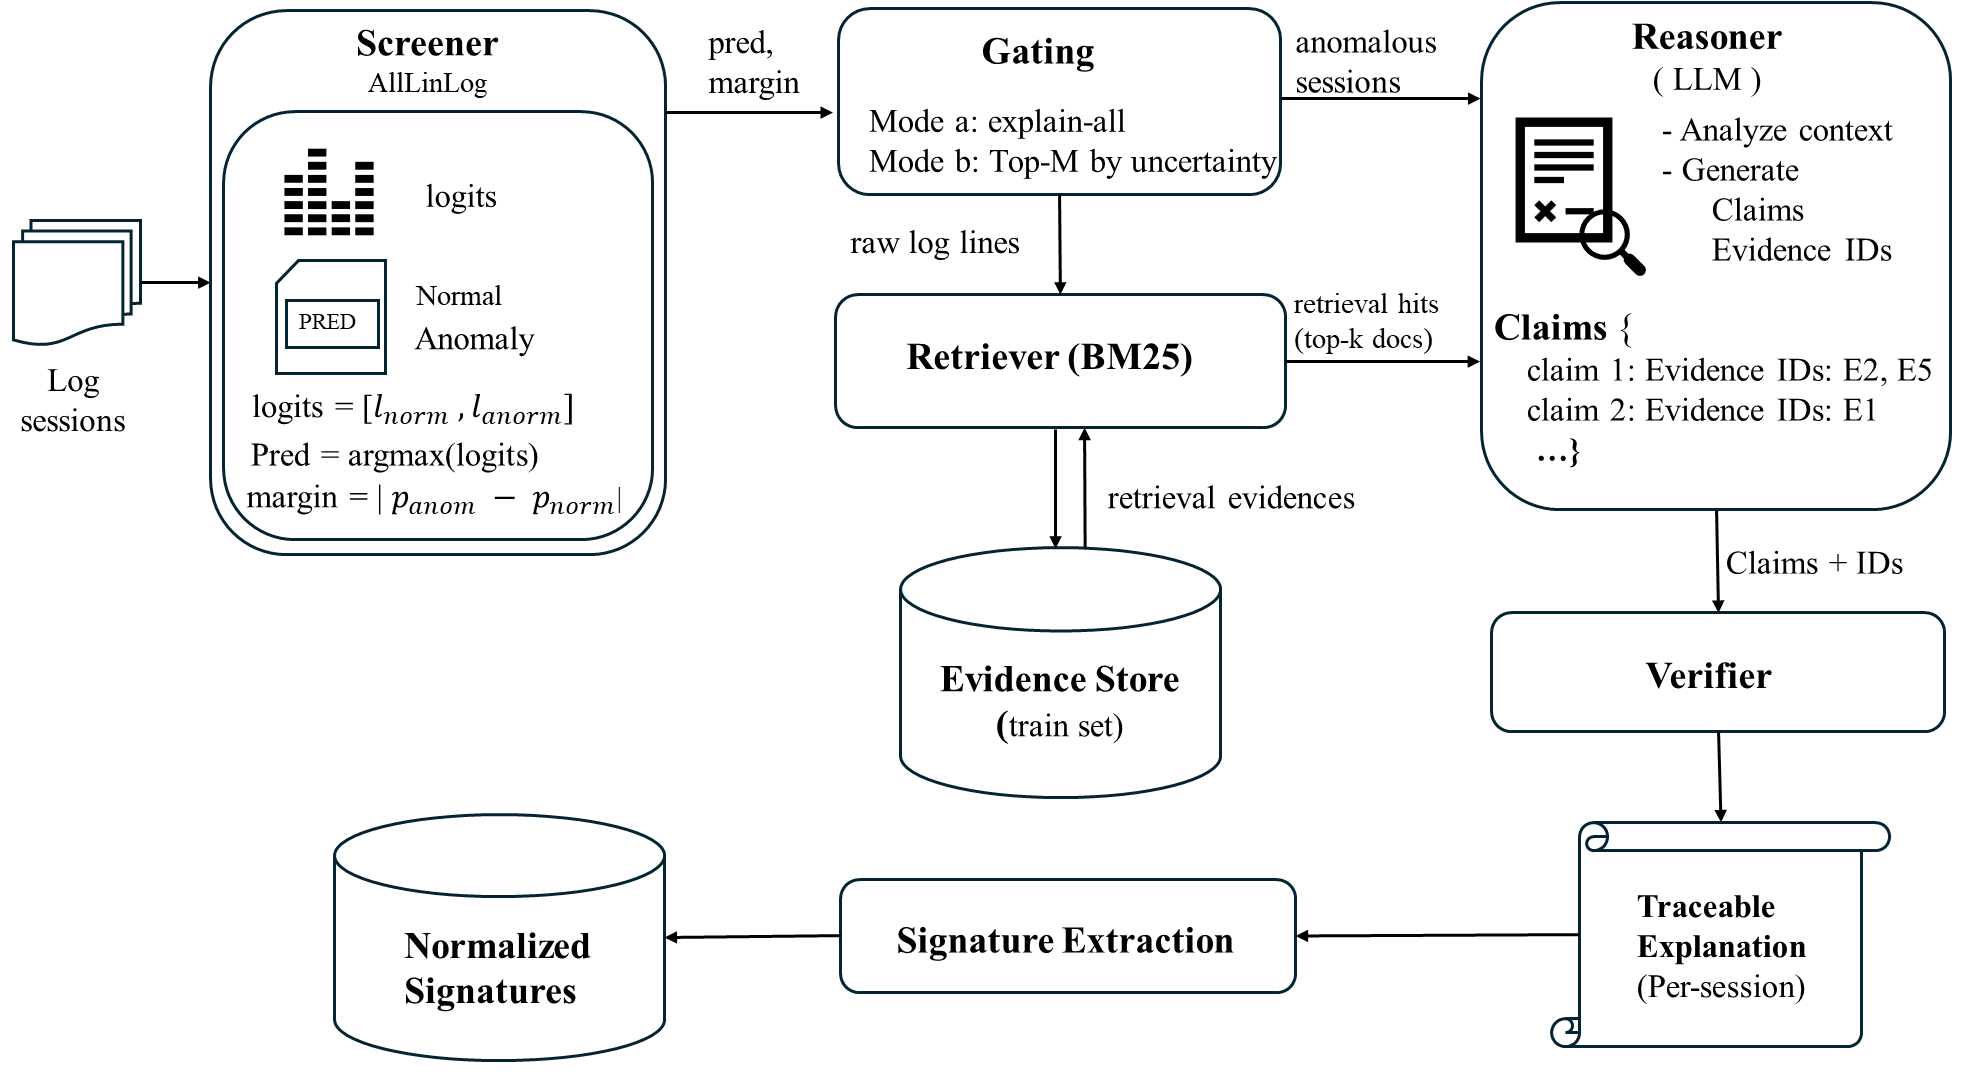 Log
sessions
Screener
AllLinLog
logits
PRED
Normal
Anomaly
logits = [l_norm , l_anorm]
Pred = argmax(logits)
margin = | p_anom − p_norm|
pred,
margin
Gating
Mode a: explain-all
Mode b: Top-M by uncertainty
anomalous
sessions
raw log lines
Retriever (BM25)
retrieval hits
(top-k docs)
retrieval evidences
Evidence Store
(train set)
Reasoner
( LLM )
- Analyze context
- Generate
Claims
Evidence IDs
Claims {
claim 1: Evidence IDs: E2, E5
claim 2: Evidence IDs: E1
...}
Claims + IDs
Verifier
Traceable
Explanation
(Per-session)
Signature Extraction
Normalized
Signatures